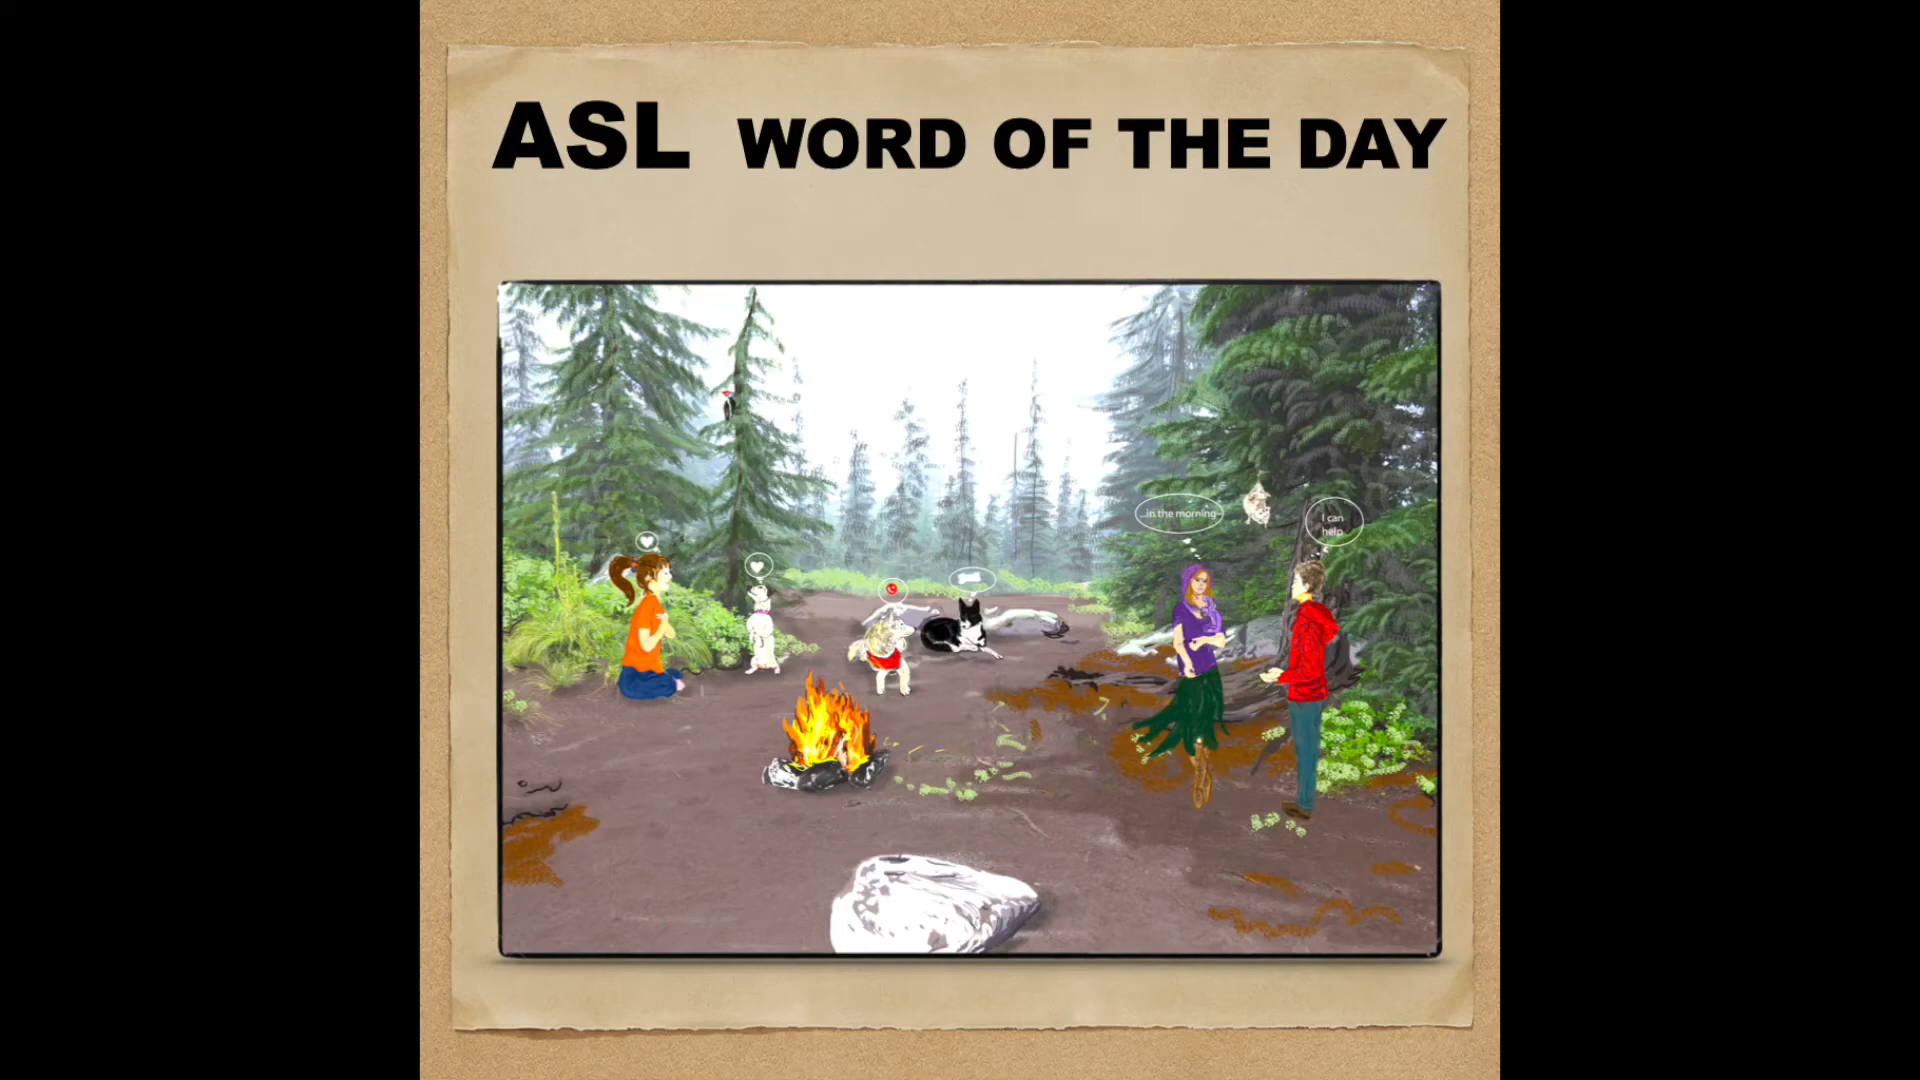 ASL WORD OF THE DAY
...in the morning
I can
help